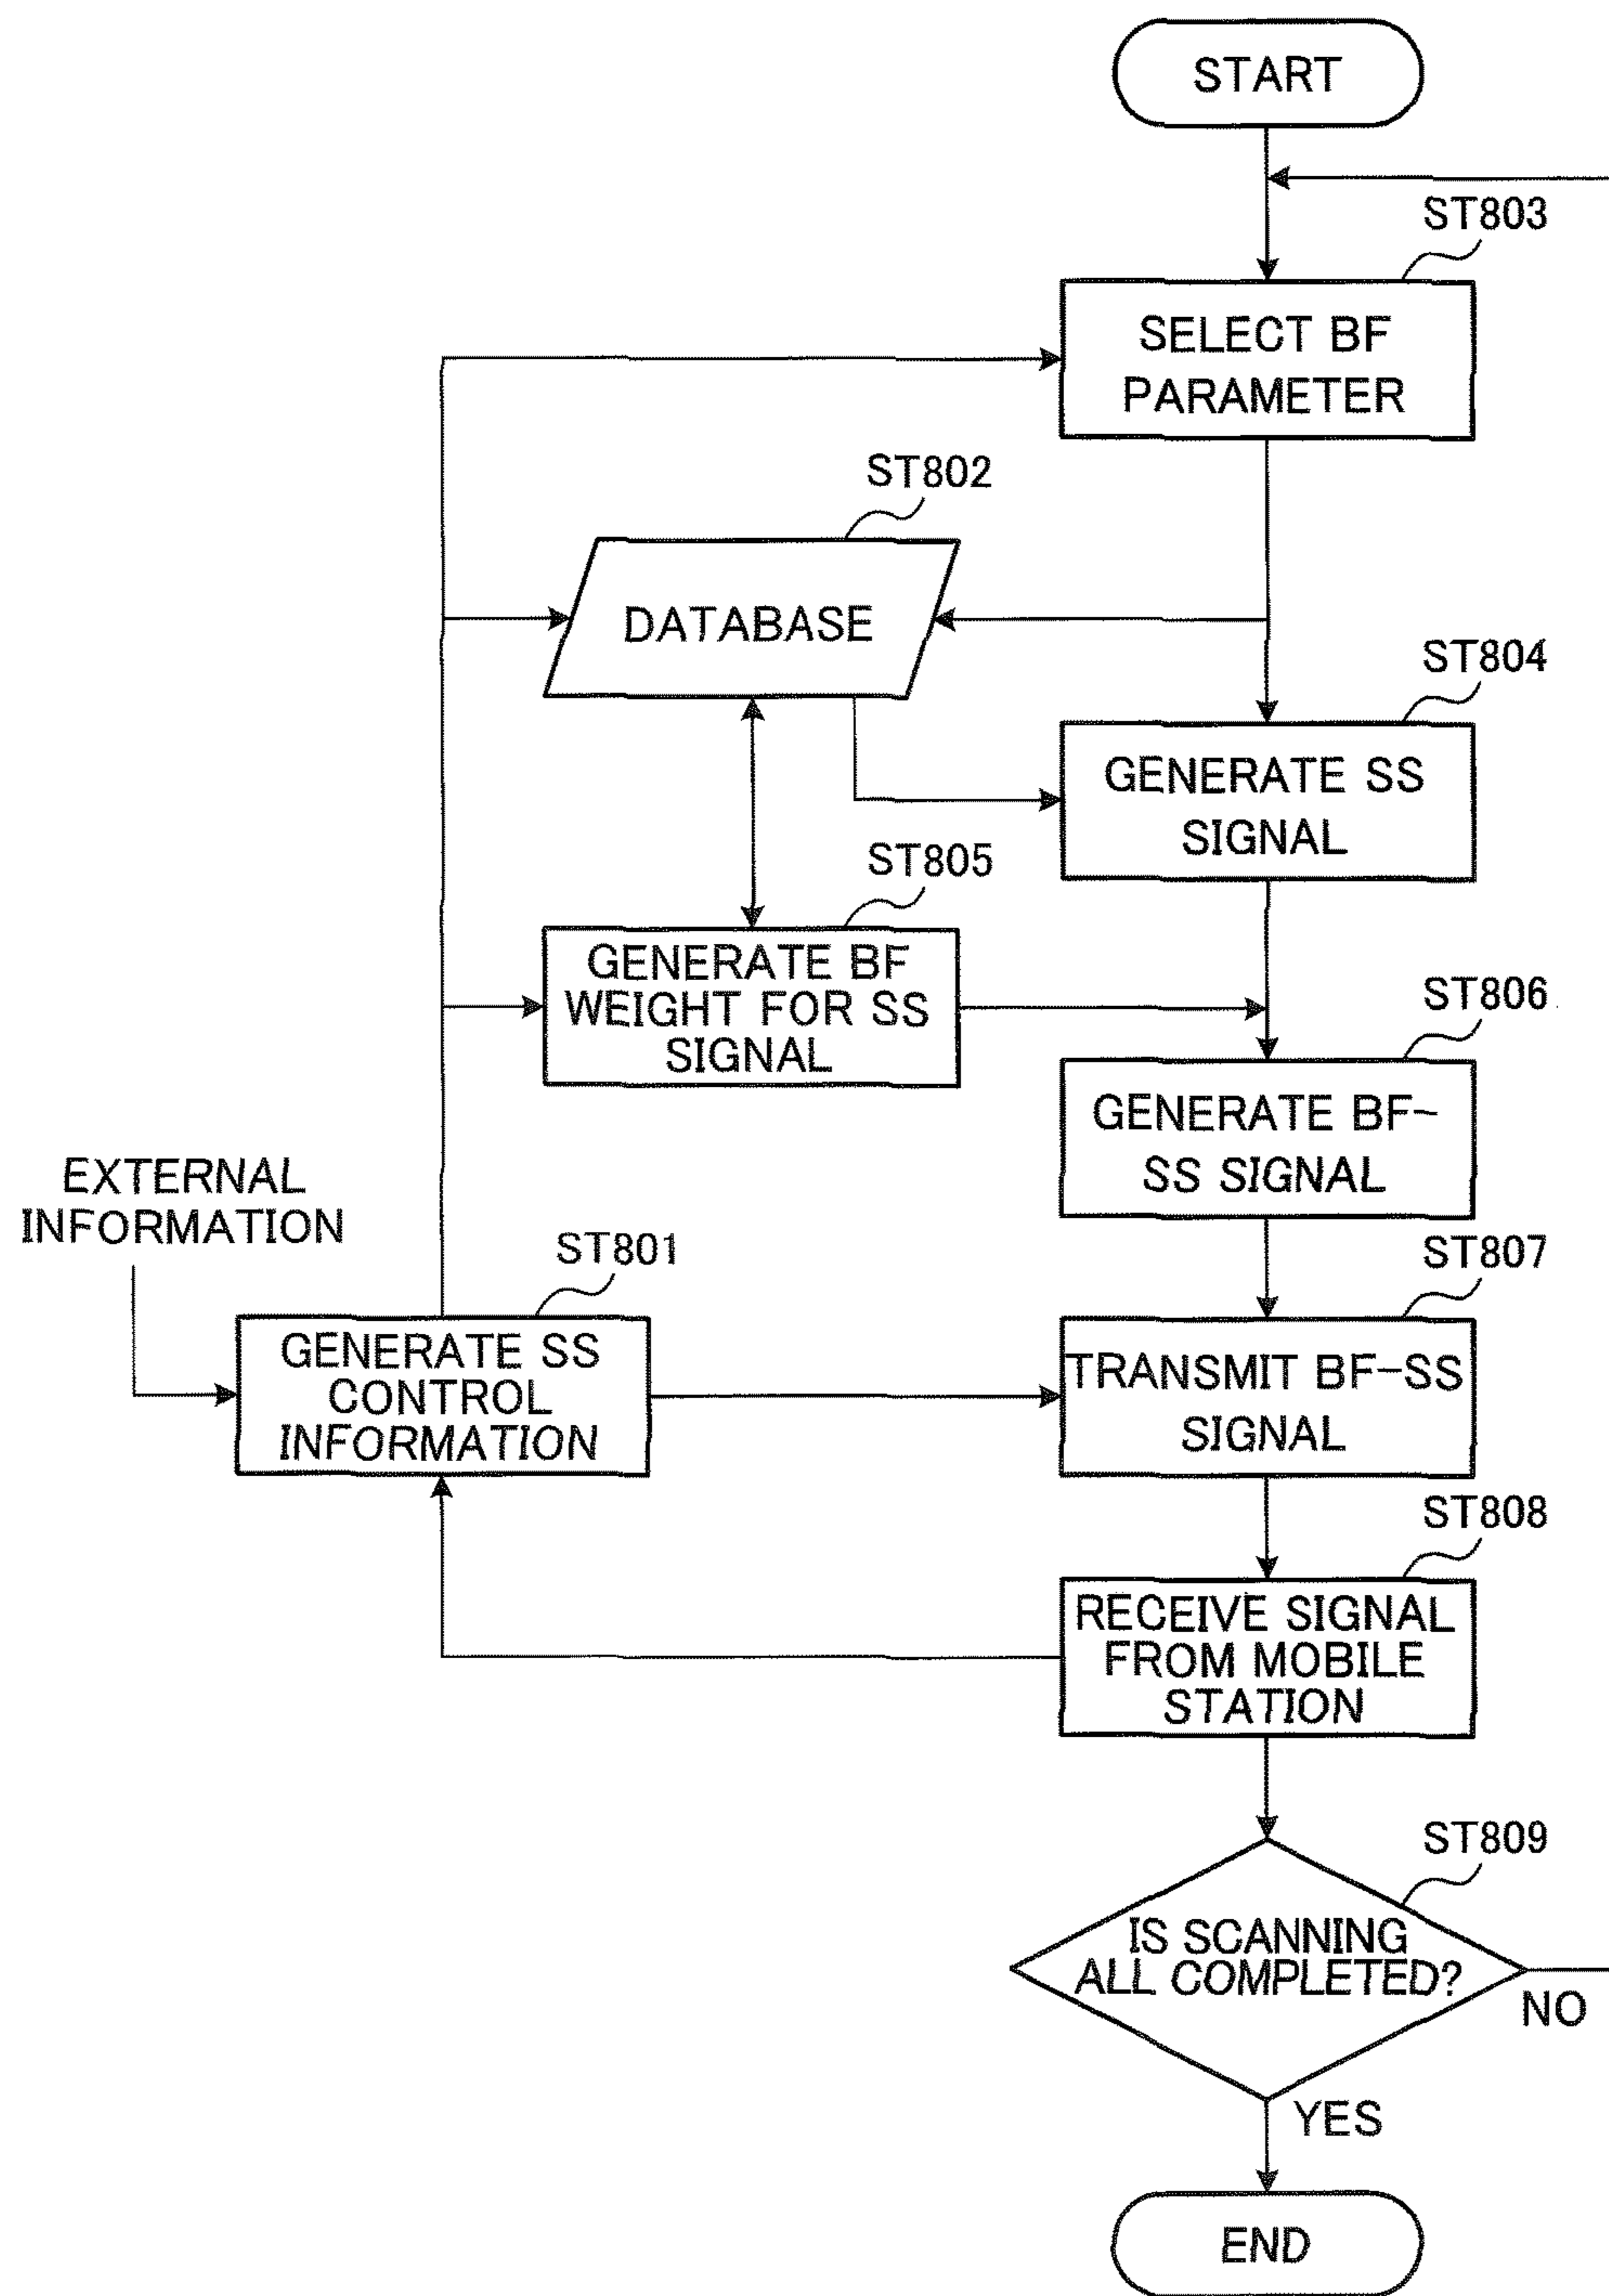 START
ST803
SELECT BF
PARAMETER
ST802
DATABASE
ST804
GENERATE SS
SIGNAL
ST805
GENERATE BF
WEIGHT FOR SS
SIGNAL
ST806
GENERATE BF-
SS SIGNAL
EXTERNAL
INFORMATION
ST801
GENERATE SS
CONTROL
INFORMATION
ST807
TRANSMIT BF-SS
SIGNAL
ST808
RECEIVE SIGNAL
FROM MOBILE
STATION
ST809
IS SCANNING
ALL COMPLETED?
NO
YES
END